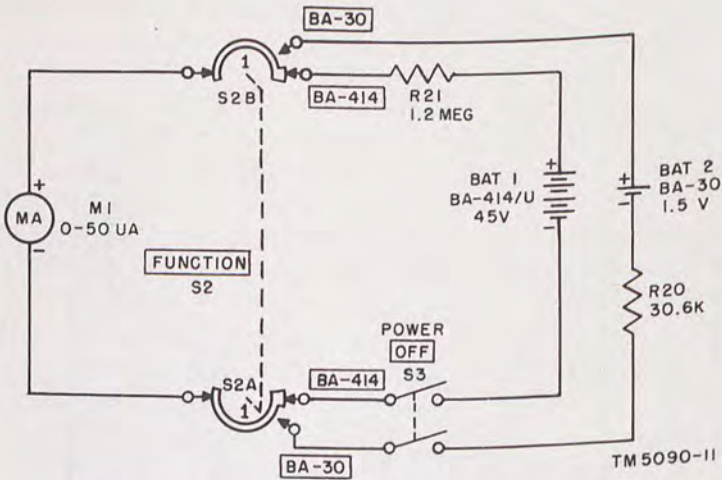 BA-30
1
S2B
BA-414
R21
1.2 MEG
+
MA
-
M1
0-50 UA
BAT 1
BA-414/U
45V
+
-
BAT 2
BA-30
1.5 V
+
-
FUNCTION
S2
R20
30.6K
POWER
OFF
S3
S2A
1
BA-414
BA-30
TM5090-11